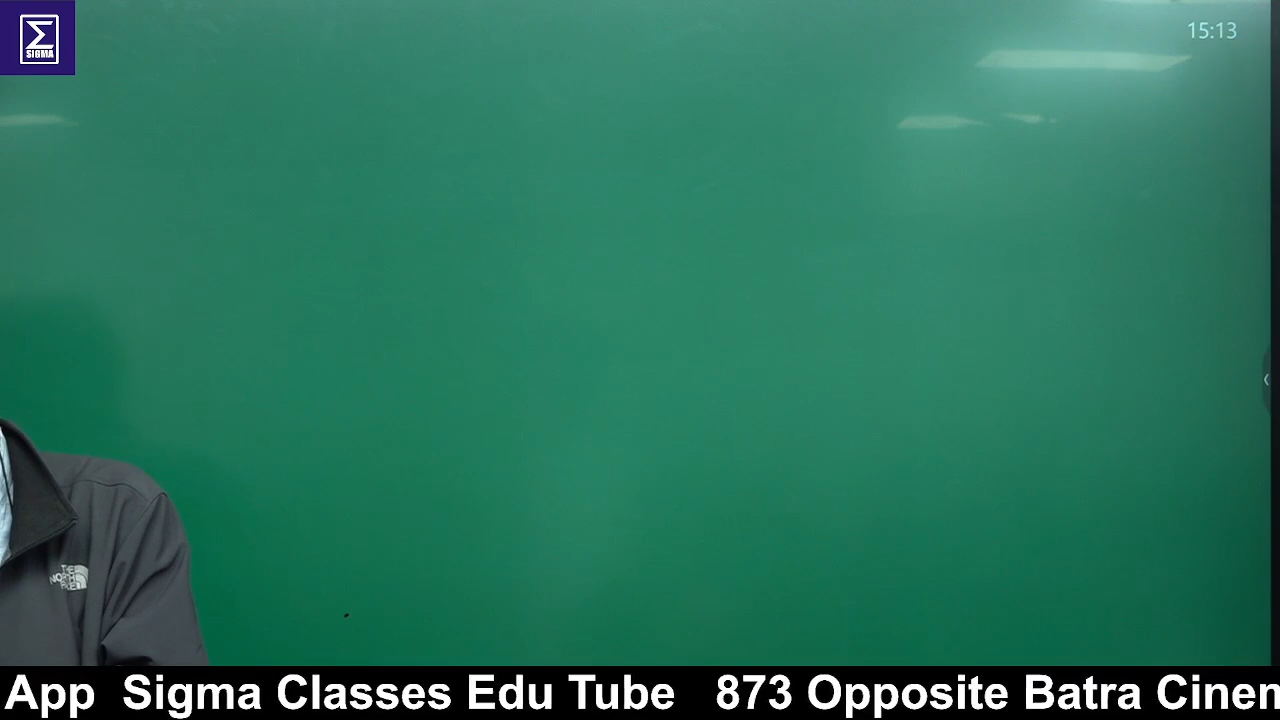 SIGMA
15:13
THE
NORTH
FACE
App Sigma Classes Edu Tube 873 Opposite Batra Cinem